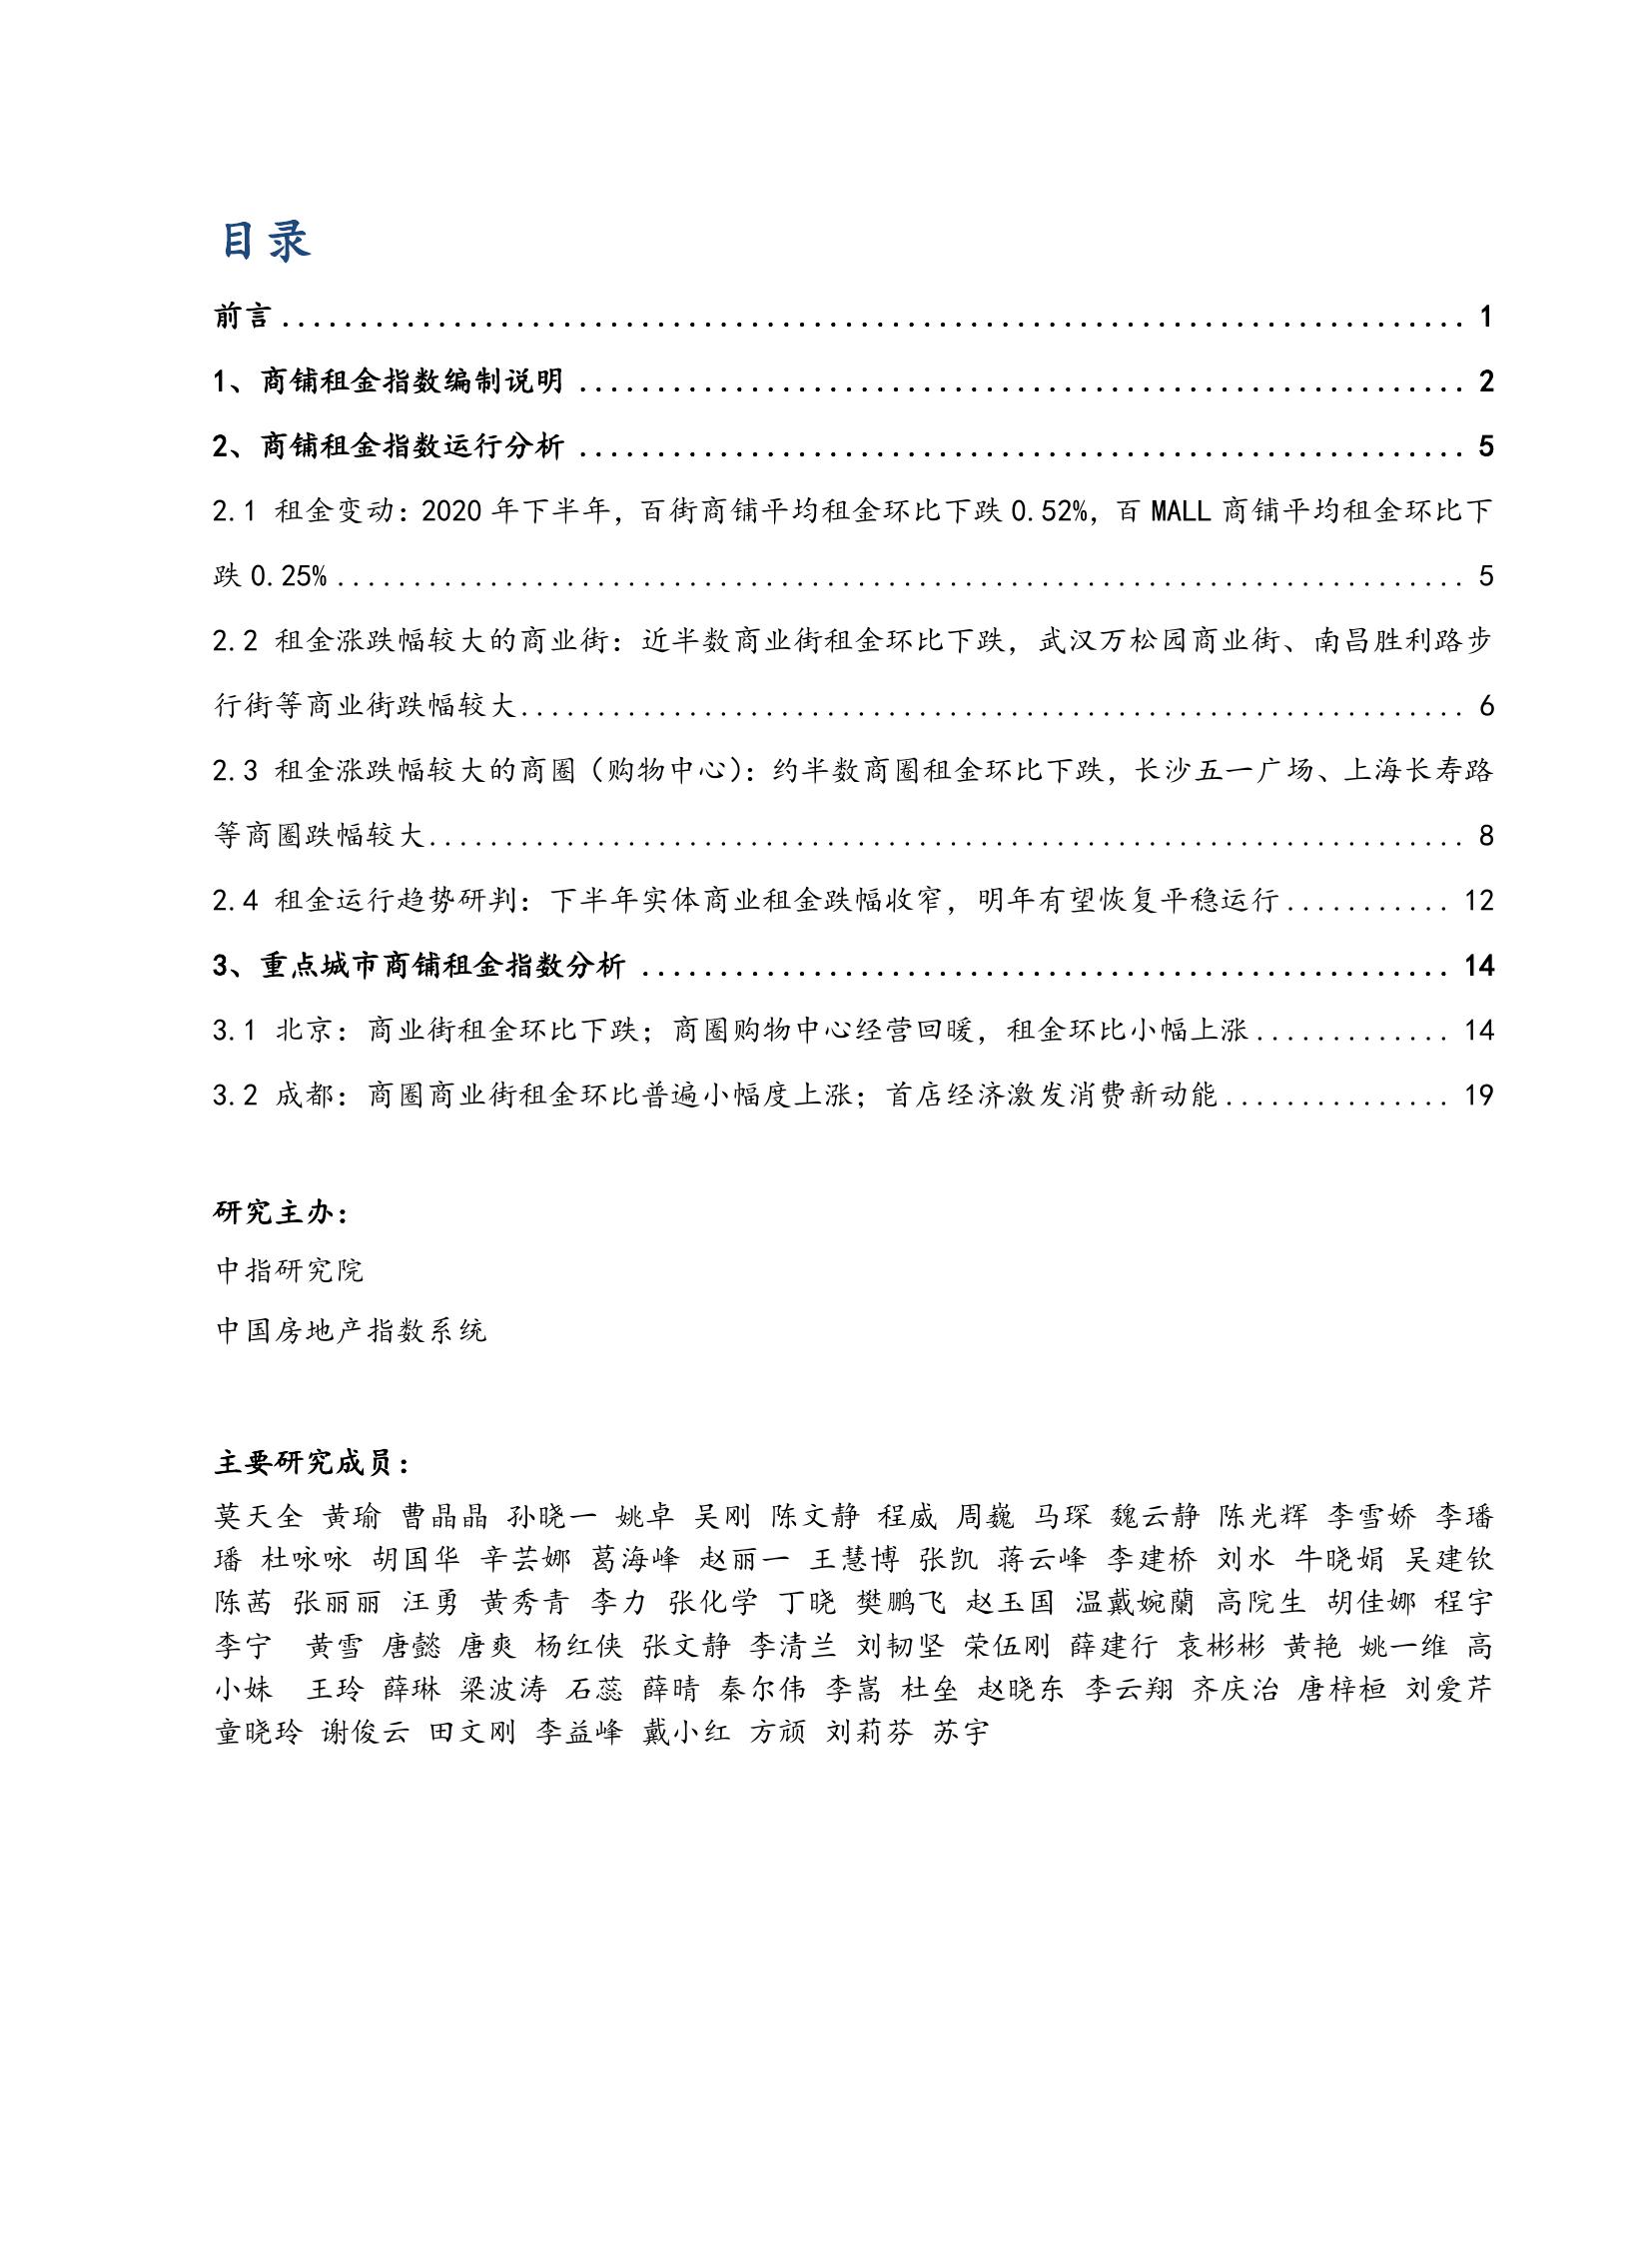 目录
前言 ........................................................................... 1
1、商铺租金指数编制说明 ......................................................... 2
2、商铺租金指数运行分析 ......................................................... 5
2.1 租金变动：2020 年下半年，百街商铺平均租金环比下跌 0.52%，百 MALL 商铺平均租金环比下
跌 0.25% ......................................................................... 5
2.2 租金涨跌幅较大的商业街：近半数商业街租金环比下跌，武汉万松园商业街、南昌胜利路步
行街等商业街跌幅较大.............................................................. 6
2.3 租金涨跌幅较大的商圈（购物中心）：约半数商圈租金环比下跌，长沙五一广场、上海长寿路
等商圈跌幅较大.................................................................... 8
2.4 租金运行趋势研判：下半年实体商业租金跌幅收窄，明年有望恢复平稳运行 ........... 12
3、重点城市商铺租金指数分析 .................................................... 14
3.1 北京：商业街租金环比下跌；商圈购物中心经营回暖，租金环比小幅上涨 ............. 14
3.2 成都：商圈商业街租金环比普遍小幅度上涨；首店经济激发消费新动能 ............... 19
研究主办：
中指研究院
中国房地产指数系统
主要研究成员：
莫天全 黄瑜 曹晶晶 孙晓一 姚卓 吴刚 陈文静 程威 周巍 马琛 魏云静 陈光辉 李雪娇 李璠
璠 杜咏咏 胡国华 辛芸娜 葛海峰 赵丽一 王慧博 张凯 蒋云峰 李建桥 刘水 牛晓娟 吴建钦
陈茜 张丽丽 汪勇 黄秀青 李力 张化学 丁晓 樊鹏飞 赵玉国 温戴婉蘭 高院生 胡佳娜 程宇
李宁 黄雪 唐懿 唐爽 杨红侠 张文静 李清兰 刘韧坚 荣伍刚 薛建行 袁彬彬 黄艳 姚一维 高
小妹 王玲 薛琳 梁波涛 石蕊 薛晴 秦尔伟 李嵩 杜垒 赵晓东 李云翔 齐庆治 唐梓桓 刘爱芹
童晓玲 谢俊云 田文刚 李益峰 戴小红 方顽 刘莉芬 苏宇